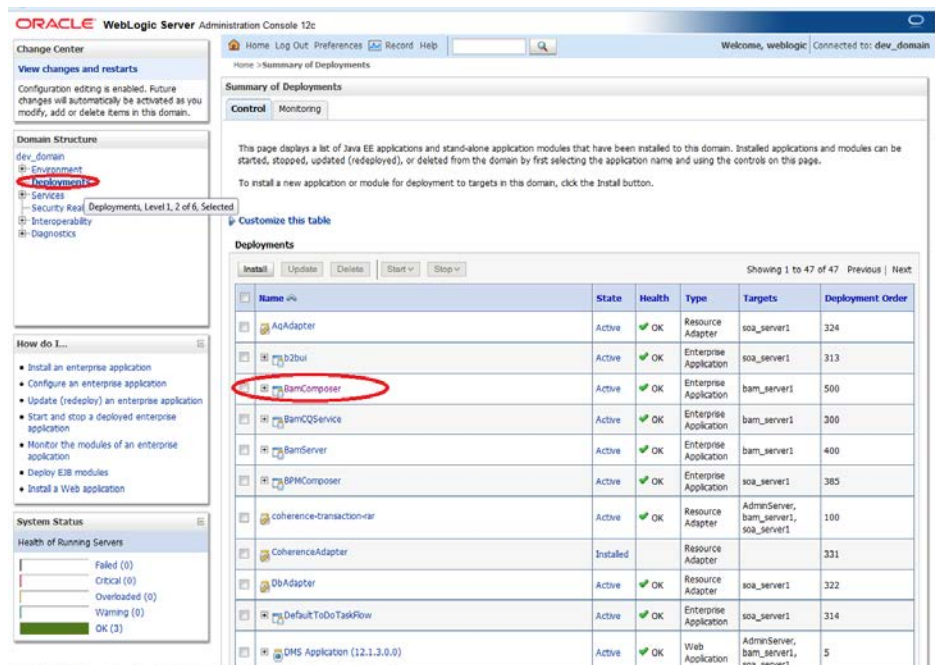 ORACLE WebLogic Server Administration Console 12c
Change Center
View changes and restarts
Configuration editing is enabled. Future
changes will automatically be activated as you
modify, add or delete items in this domain.
Domain Structure
dev_domain
Environment
Deployments
Services
Security Real
Deployments, Level 1, 2 of 6, Selected
Interoperability
Diagnostics
How do I...
Install an enterprise application
Configure an enterprise application
Update (redeploy) an enterprise application
Start and stop a deployed enterprise
application
Monitor the modules of an enterprise
application
Deploy EJB modules
Install a Web application
System Status
Health of Running Servers
Failed (0)
Critical (0)
Overloaded (0)
Warning (0)
OK (3)
Home Log Out Preferences Record Help
Welcome, weblogic Connected to: dev_domain
Home >Summary of Deployments
Summary of Deployments
Control Monitoring
This page displays a list of Java EE applications and stand-alone application modules that have been installed to this domain. Installed applications and modules can be
started, stopped, updated (redeployed), or deleted from the domain by first selecting the application name and using the controls on this page.
To install a new application or module for deployment to targets in this domain, click the Install button.
Customize this table
Deployments
Install Update Delete Start Stop Showing 1 to 47 of 47 Previous | Next
Name State Health Type Targets Deployment Order
AqAdapter Active OK Resource Adapter soa_server1 324
b2bui Active OK Enterprise Application soa_server1 313
BamComposer Active OK Enterprise Application bam_server1 500
BamCQService Active OK Enterprise Application bam_server1 300
BamServer Active OK Enterprise Application bam_server1 400
BPMComposer Active OK Enterprise Application soa_server1 385
coherence-transaction-rar Active OK Resource Adapter AdminServer, bam_server1, soa_server1 100
CoherenceAdapter Installed Resource Adapter 331
DbAdapter Active OK Resource Adapter soa_server1 322
DefaultToDoTaskFlow Active OK Enterprise Application soa_server1 314
DMS Application (12.1.3.0.0) Active OK Web Application AdminServer, bam_server1, 5